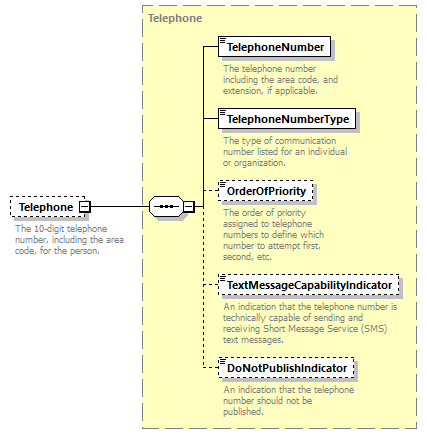 Telephone
TelephoneNumber
The telephone number
including the area code, and
extension, if applicable.
TelephoneNumberType
The type of communication
number listed for an individual
or organization.
OrderOfPriority
The order of priority
assigned to telephone
numbers to define which
number to attempt first,
second, etc.
Telephone
The 10-digit telephone
number, including the area
code, for the person.
TextMessageCapabilityIndicator
An indication that the telephone number is
technically capable of sending and
receiving Short Message Service (SMS)
text messages.
DoNotPublishIndicator
An indication that the telephone
number should not be
published.